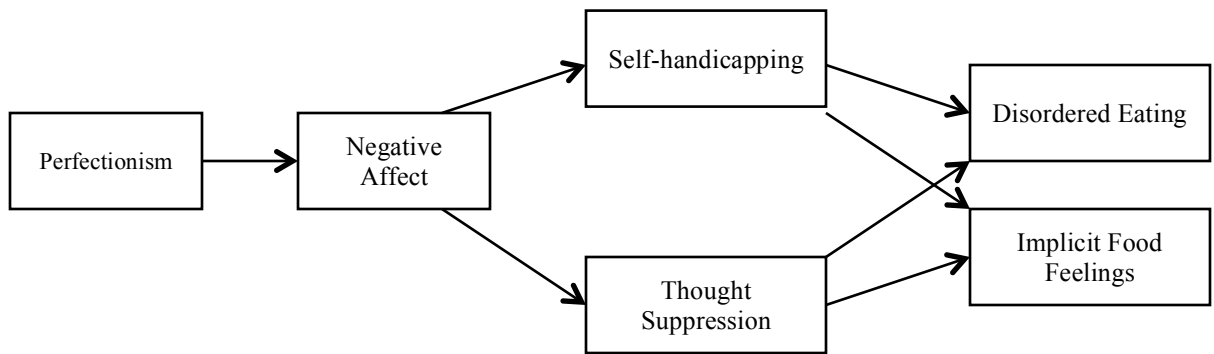 Perfectionism
Negative
Affect
Self-handicapping
Thought
Suppression
Disordered Eating
Implicit Food
Feelings